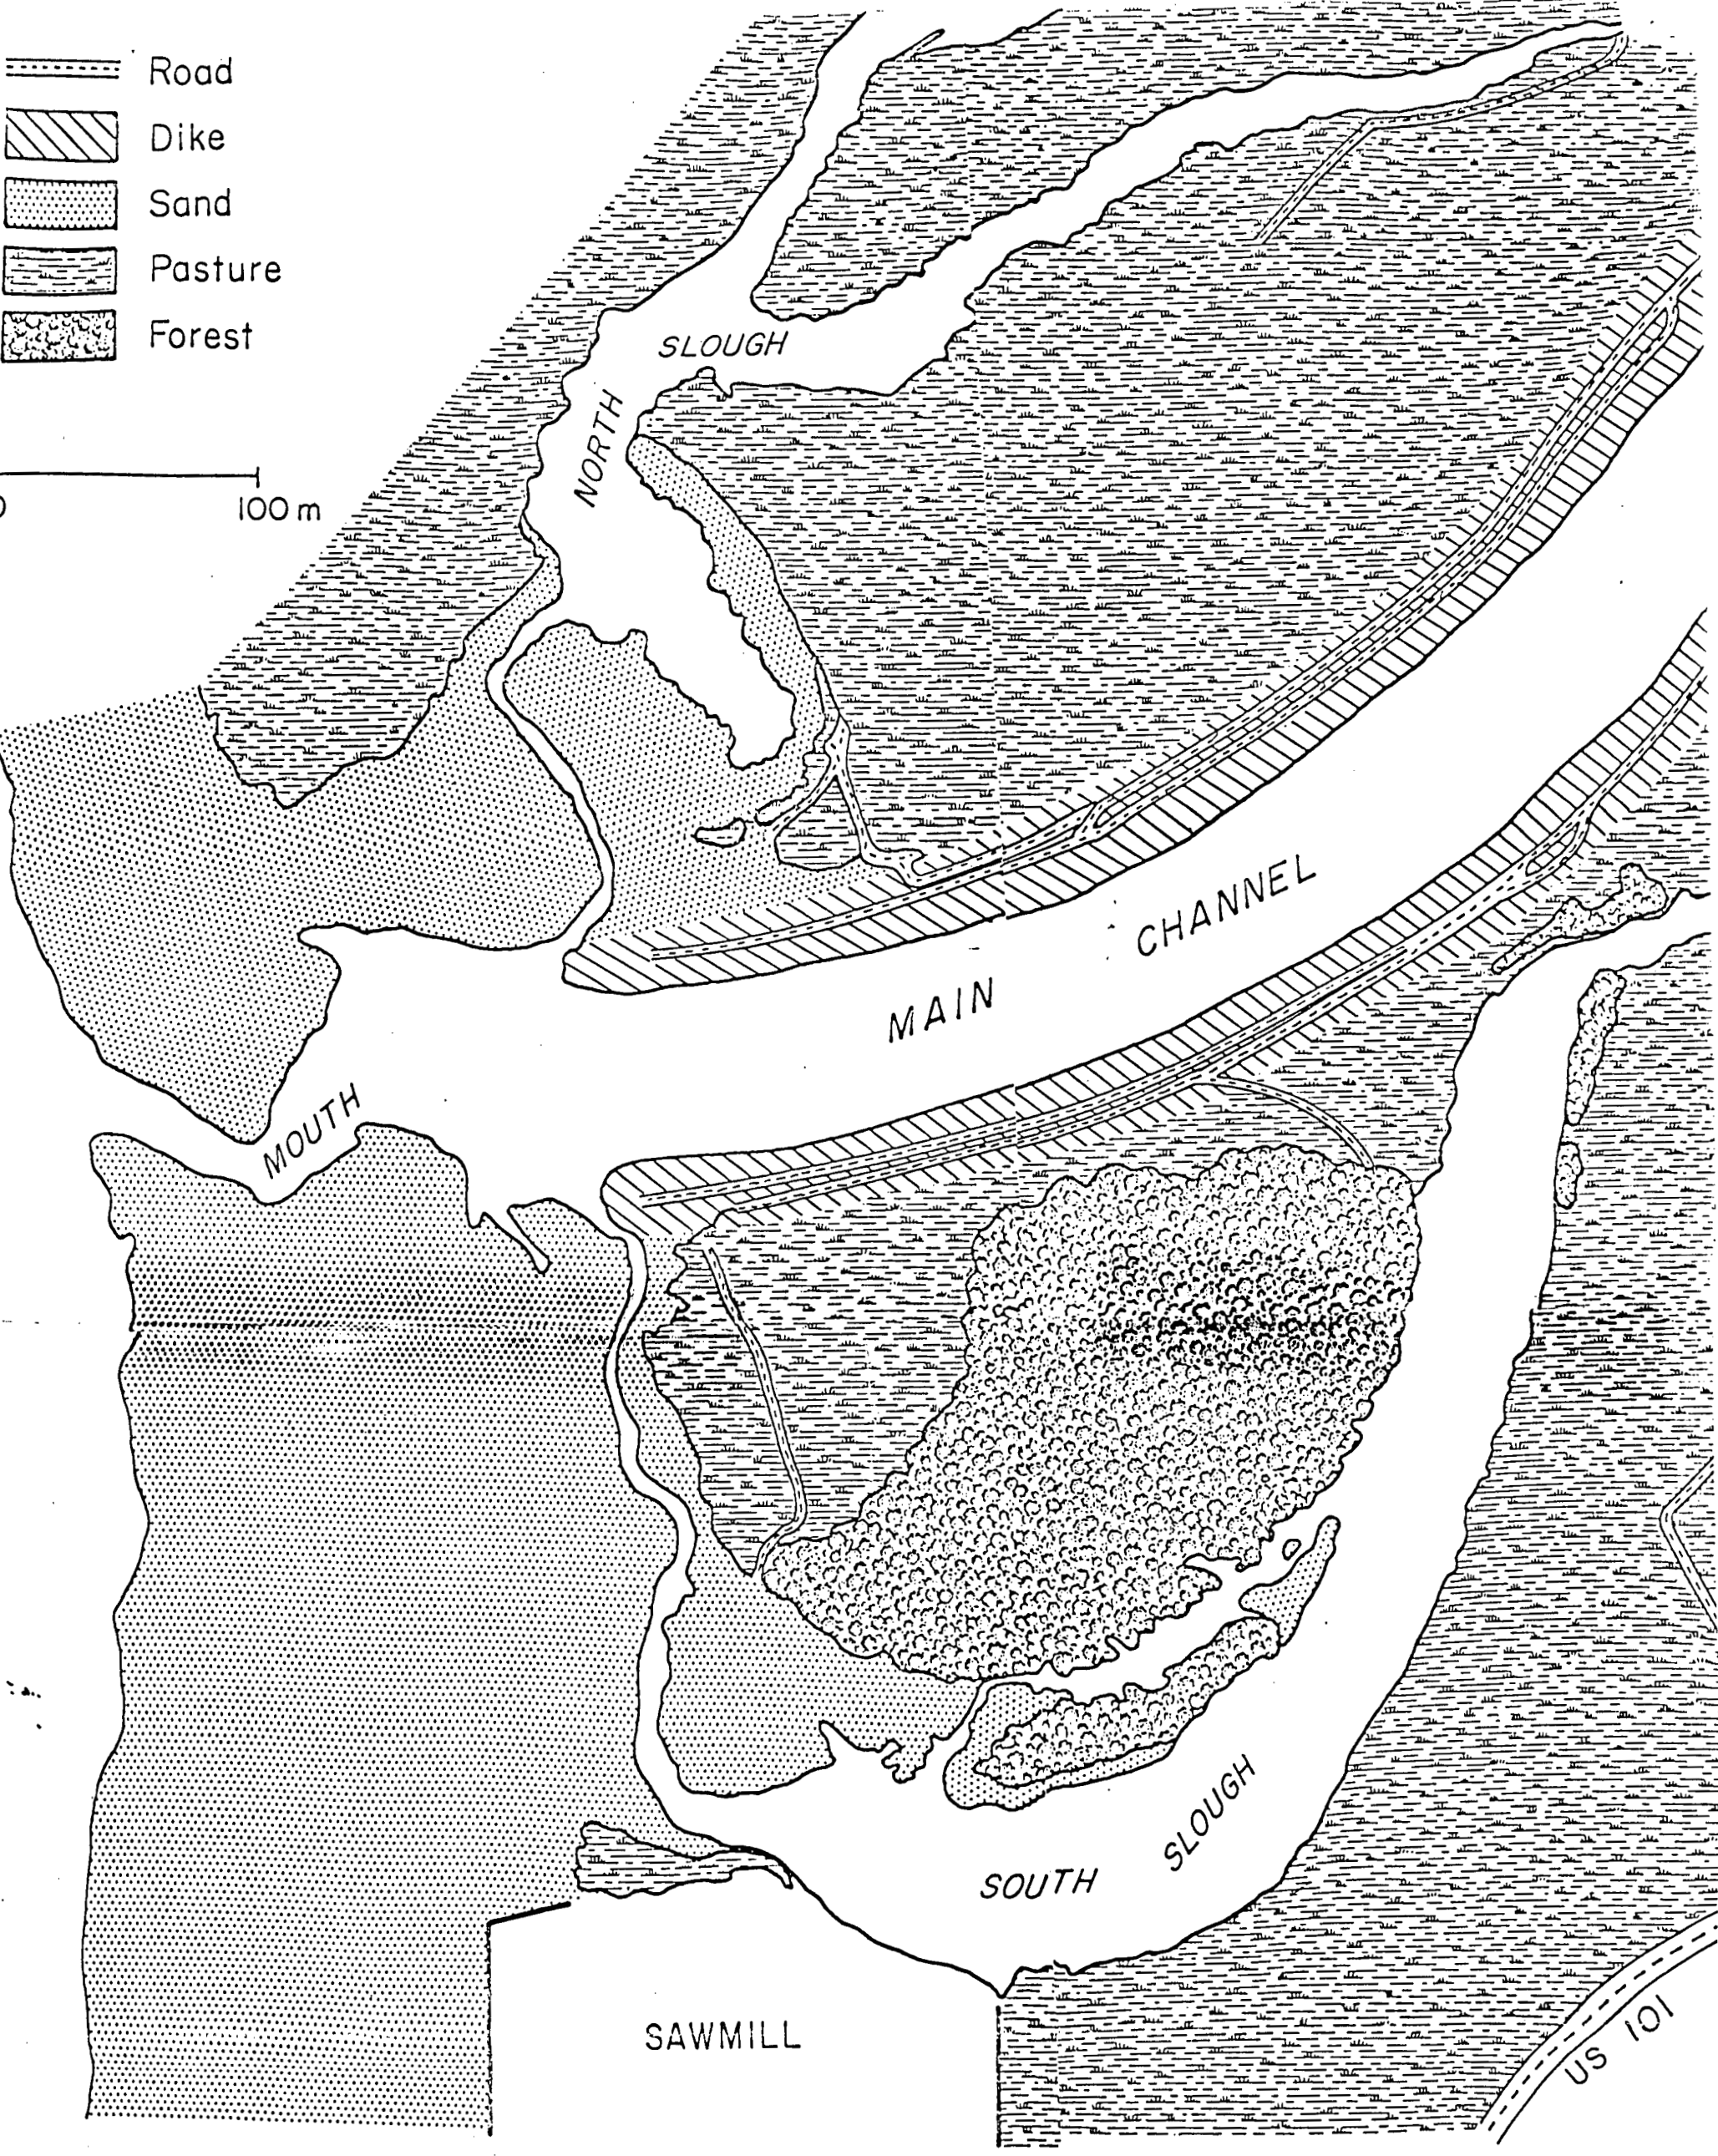 Road
Dike
Sand
Pasture
Forest
0 100 m
SLOUGH
NORTH
CHANNEL
MAIN
MOUTH
SLOUGH
SOUTH
SAWMILL
US 101